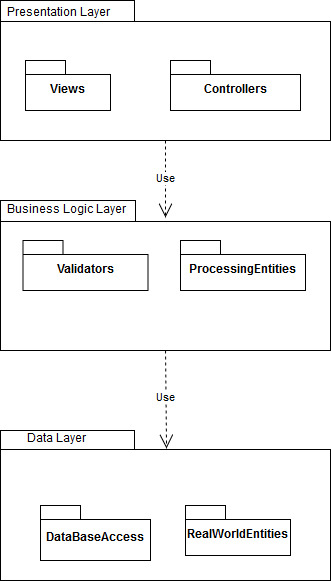 Presentation Layer
Views
Controllers
Use
Business Logic Layer
Validators
ProcessingEntities
Use
Data Layer
DataBaseAccess
RealWorldEntities